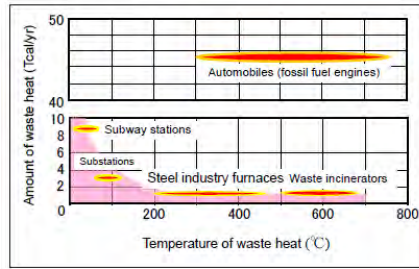 50
Automobiles (fossil fuel engines)
40
10
8
Subway stations
6
Substations
4
Steel industry furnaces Waste incinerators
2
0
0 200 400 600 800
Amount of waste heat (Tcal/yr)
Temperature of waste heat (℃)